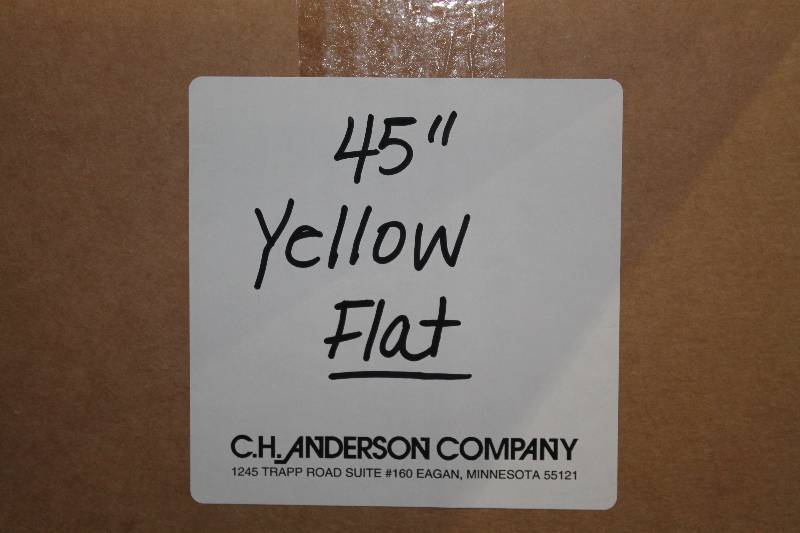 45"
Yellow
Flat
C.H. ANDERSON COMPANY
1245 TRAPP ROAD SUITE #160 EAGAN, MINNESOTA 55121